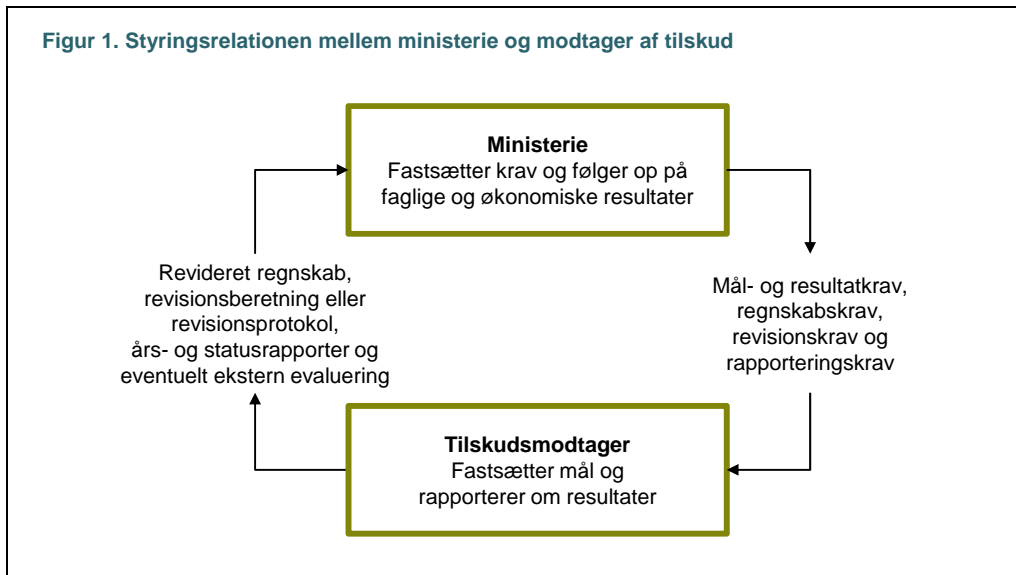 Figur 1. Styringsrelationen mellem ministerie og modtager af tilskud
Ministerie
Fastsætter krav og følger op på
faglige og økonomiske resultater
Revideret regnskab,
revisionsberetning eller
revisionsprotokol,
års- og statusrapporter og
eventuelt ekstern evaluering
Mål- og resultatkrav,
regnskabskrav,
revisionskrav og
rapporteringskrav
Tilskudsmodtager
Fastsætter mål og
rapporterer om resultater